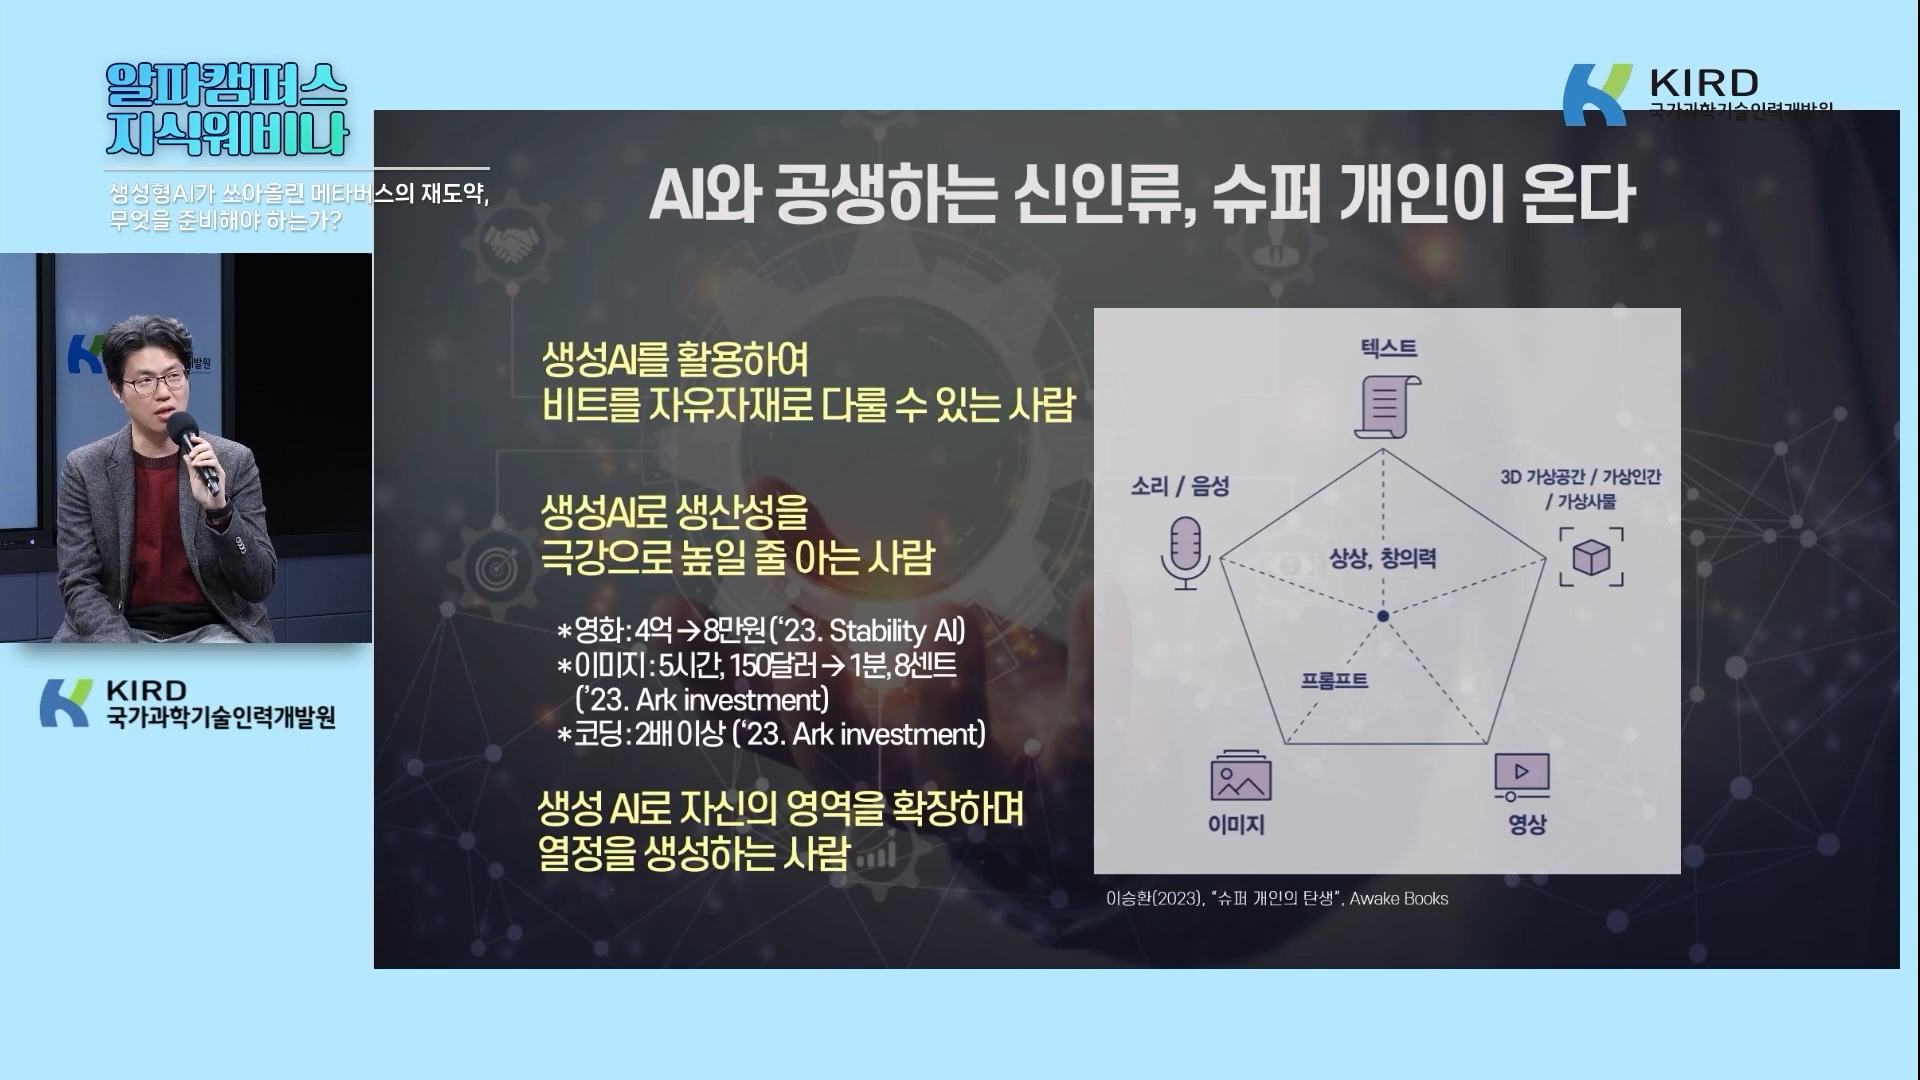 알파캠퍼스
지식웨비나
생성형AI가 쏘아올린 메타버스의 재도약,
무엇을 준비해야 하는가?
KIRD
국가과학기술인력개발원
AI와 공생하는 신인류, 슈퍼 개인이 온다
생성AI를 활용하여
비트를 자유자재로 다룰 수 있는 사람
생성AI로 생산성을
극강으로 높일 줄 아는 사람
*영화:4억→8만원(‘23. Stability AI)
*이미지:5시간, 150달러→ 1분, 8센트
(’23. Ark investment)
*코딩:2배 이상 (‘23. Ark investment)
생성 AI로 자신의 영역을 확장하며
열정을 생성하는 사람
텍스트
소리 / 음성
3D 가상공간 / 가상인간
/ 가상사물
상상, 창의력
프롬프트
이미지
영상
이승환(2023), “슈퍼 개인의 탄생”, Awake Books
발원
KIRD
국가과학기술인력개발원